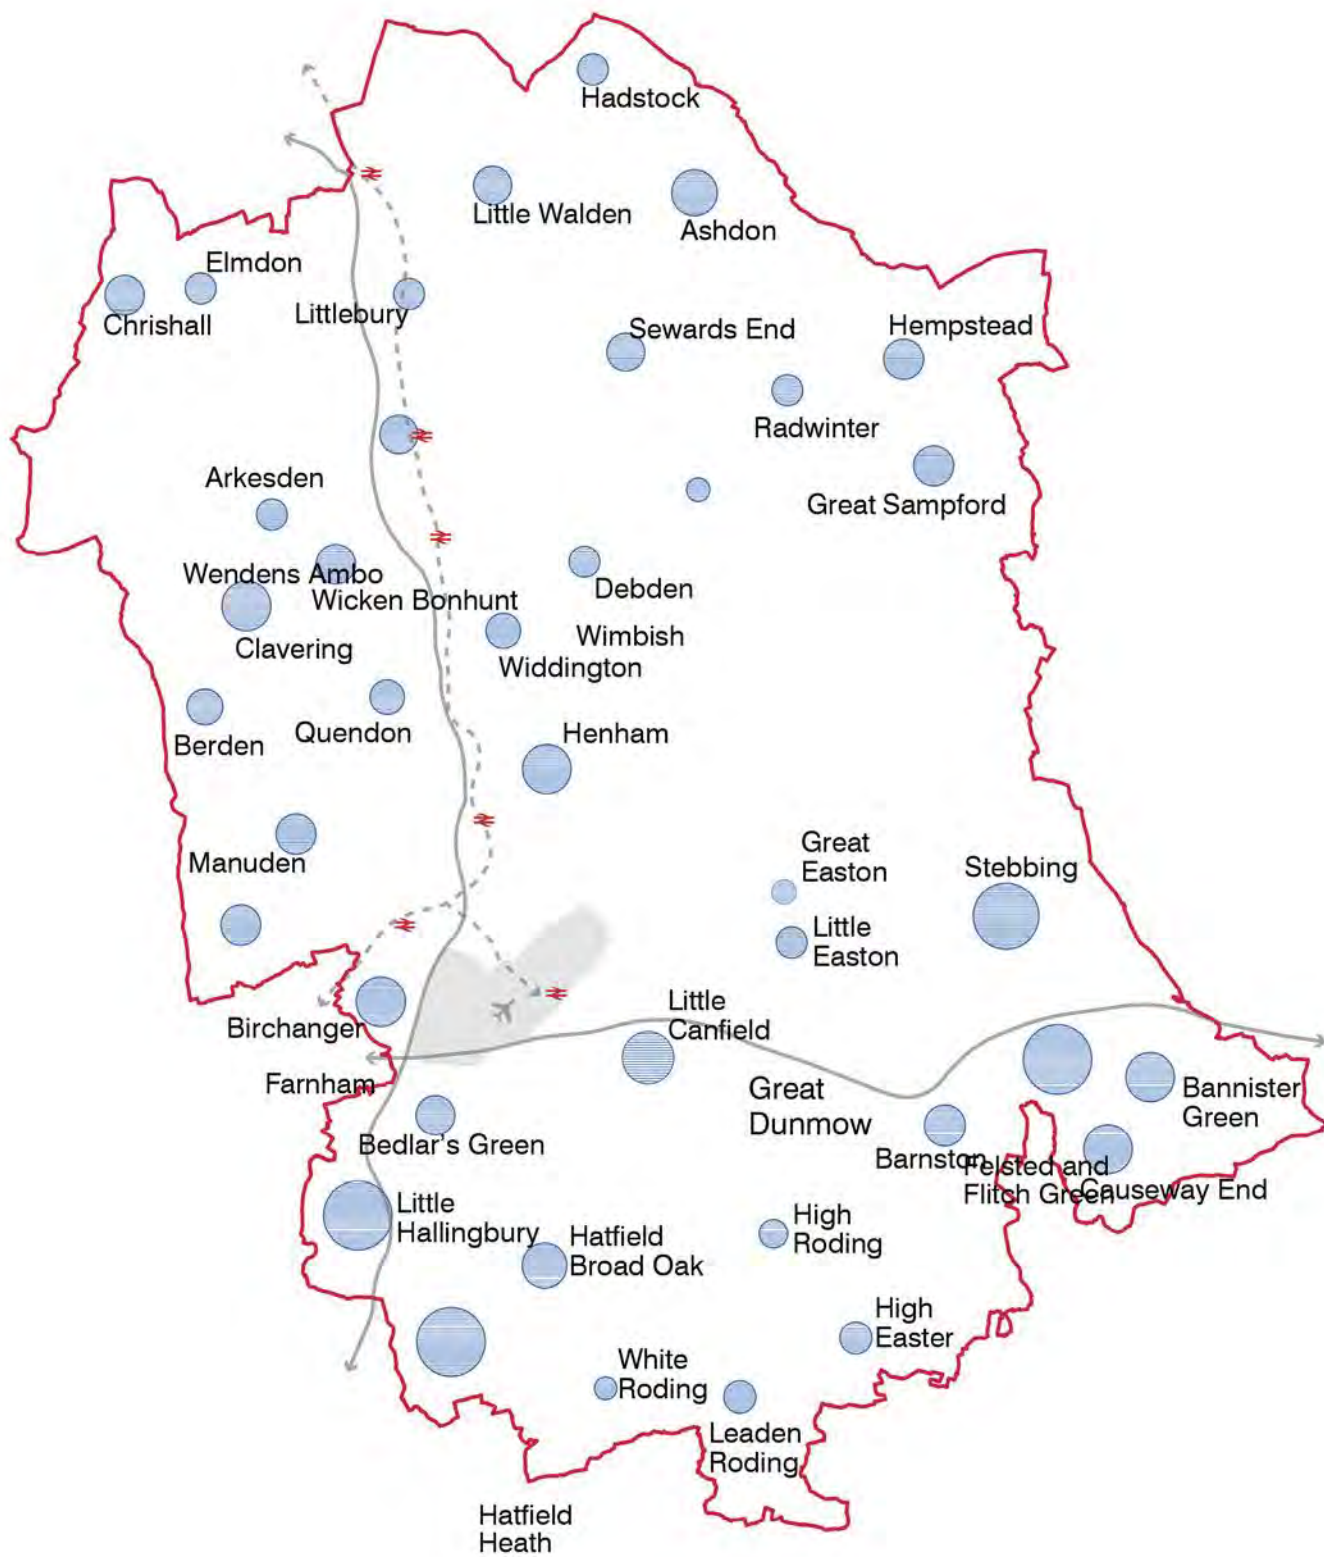 Hadstock
Little Walden
Ashdon
Elmdon
Chrishall
Littlebury
Sewards End
Hempstead
Radwinter
Arkesden
Great Sampford
Wendens Ambo
Wicken Bonhunt
Debden
Clavering
Wimbish
Widdington
Berden
Quendon
Henham
Manuden
Great
Easton
Stebbing
Little
Easton
Birchanger
Little
Canfield
Farnham
Great
Dunmow
Bannister
Green
Bedlar's Green
Barnston
Felsted and
Flitch Green
Causeway End
Little
Hallingbury
Hatfield
Broad Oak
High
Roding
High
Easter
White
Roding
Leaden
Roding
Hatfield
Heath